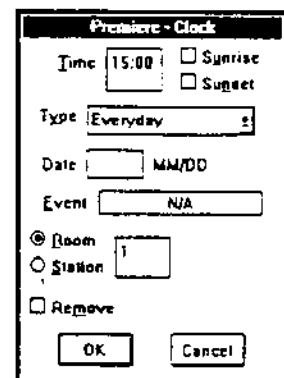 Premiere - Clock
Time 15:00 Sunrise
Sunset
Type Everyday
Date MM/DD
Event N/A
Room 1
Station
Remove
OK Cancel